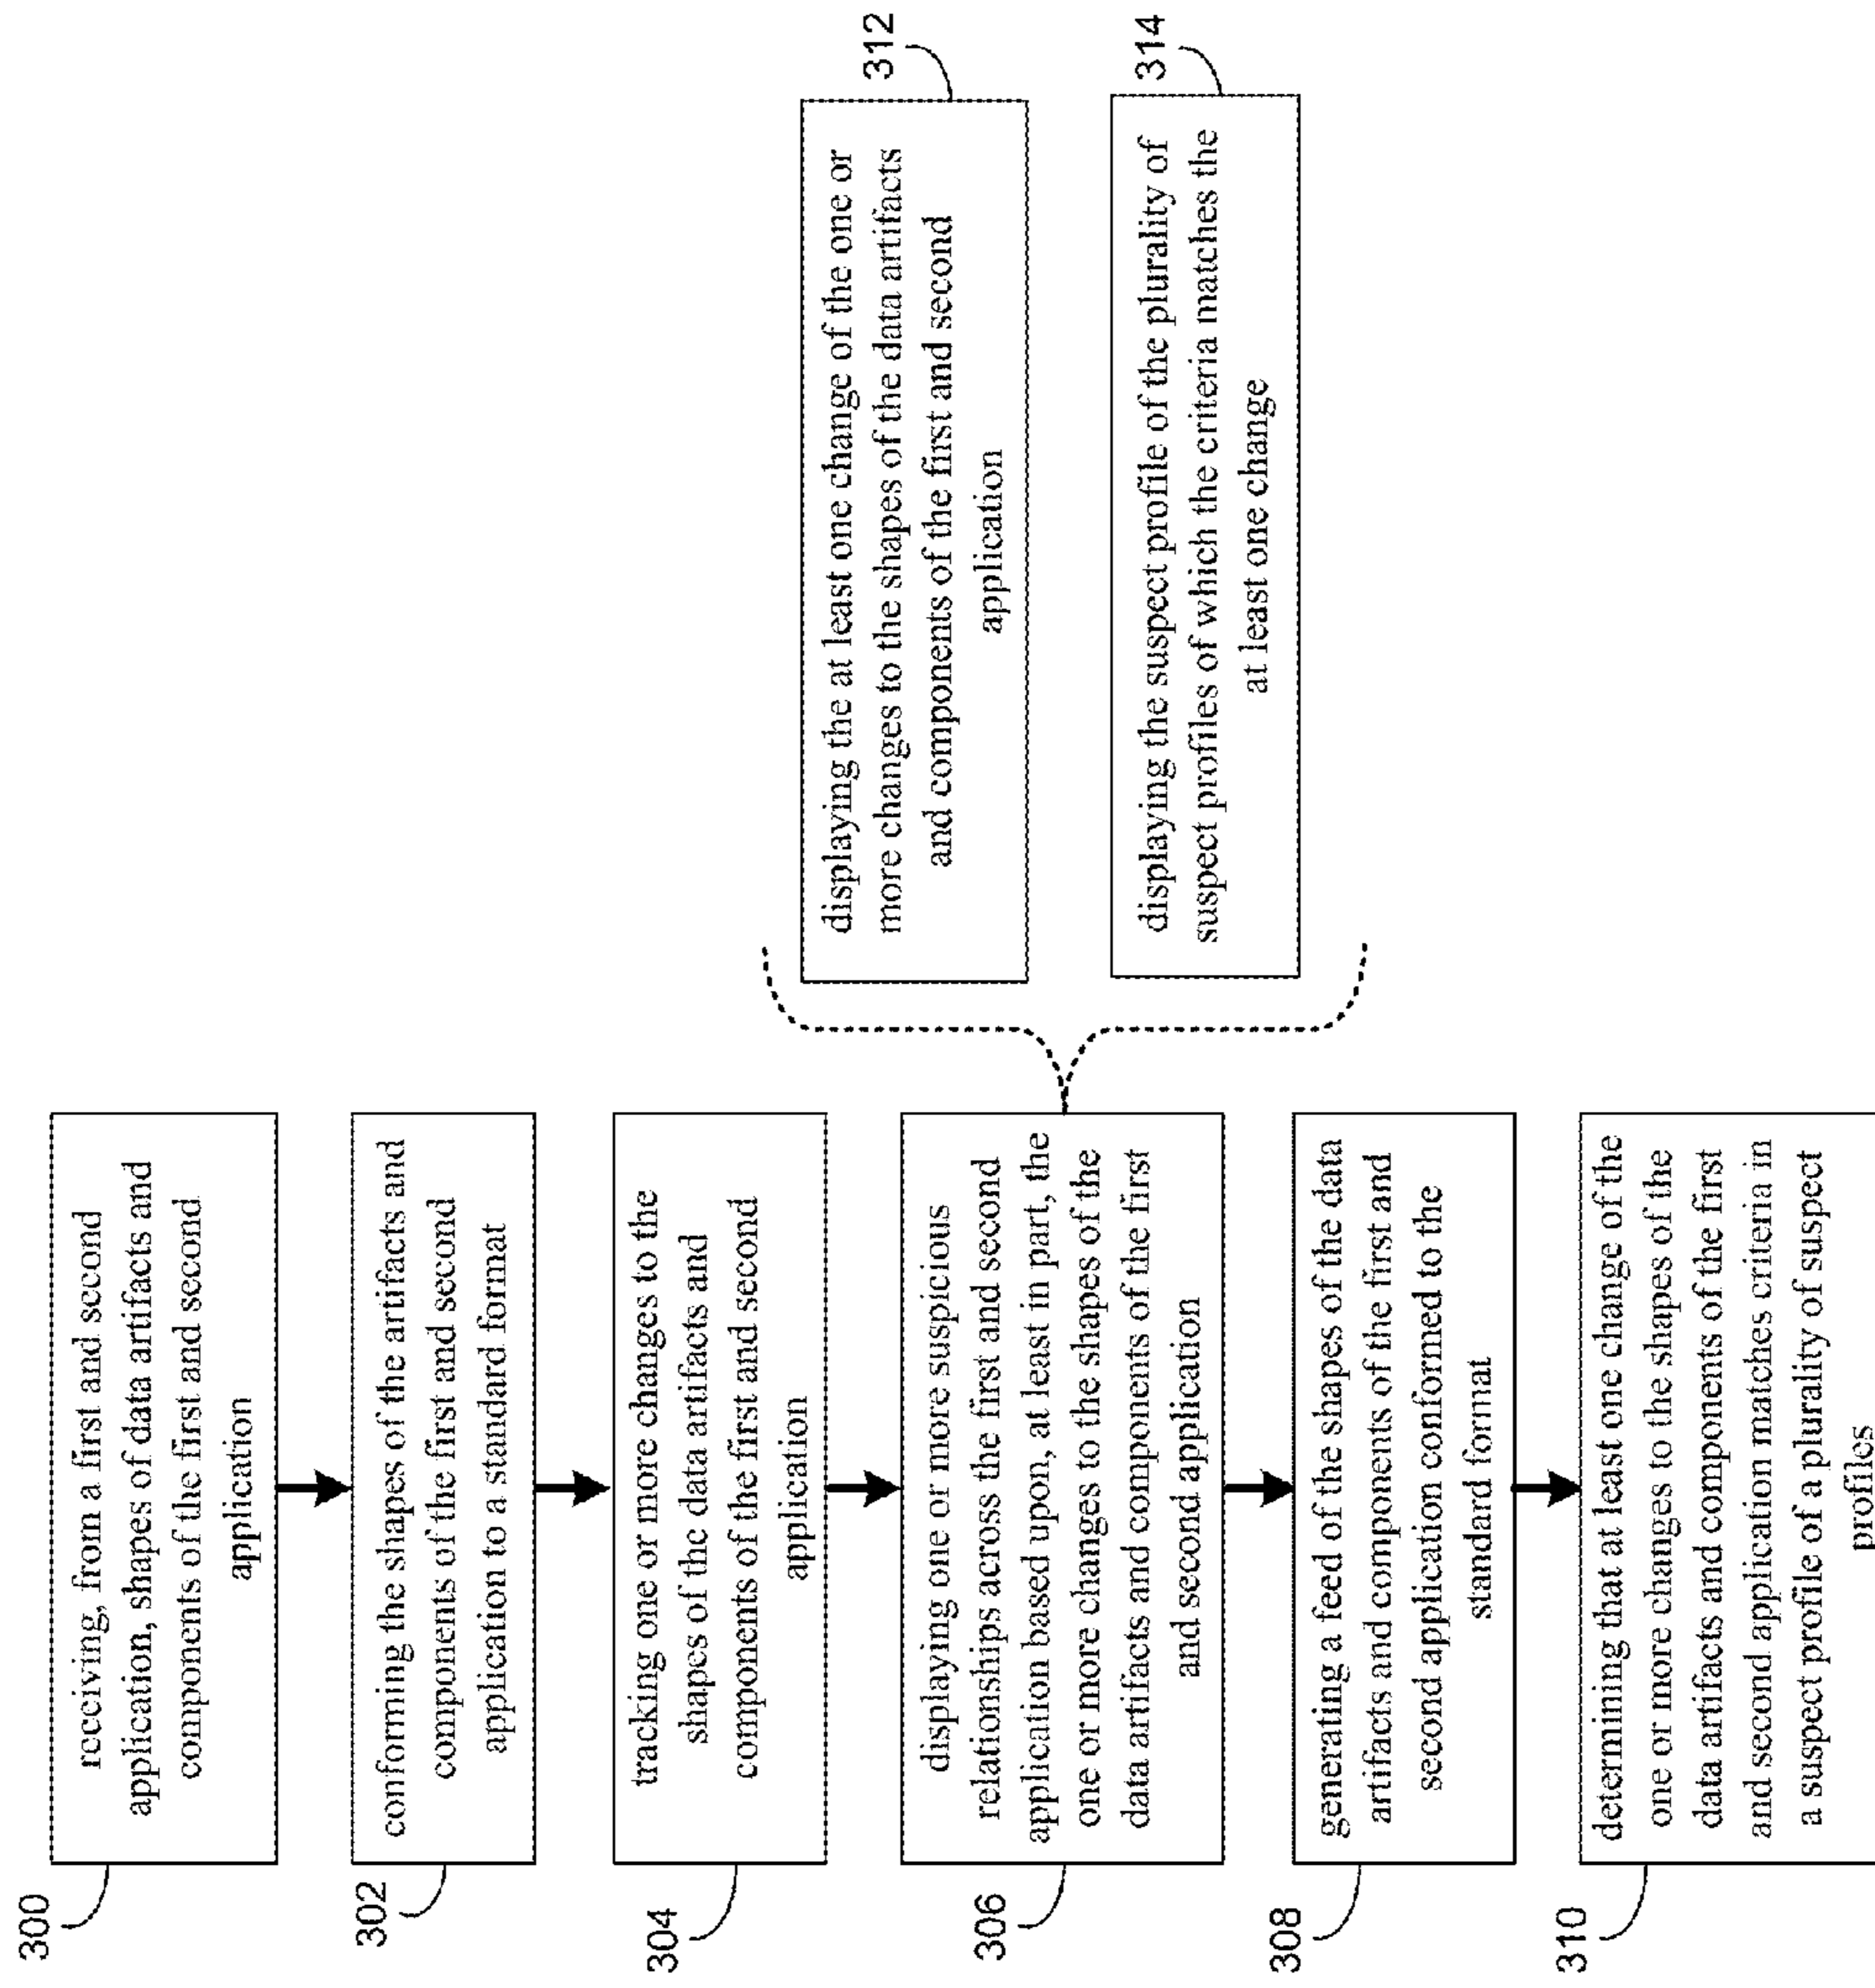 300
receiving, from a first and second
application, shapes of data artifacts and
components of the first and second
application
302
conforming the shapes of the artifacts and
components of the first and second
application to a standard format
304
tracking one or more changes to the
shapes of the data artifacts and
components of the first and second
application
306
displaying one or more suspicious
relationships across the first and second
application based upon, at least in part, the
one or more changes to the shapes of the
data artifacts and components of the first
and second application
308
generating a feed of the shapes of the data
artifacts and components of the first and
second application conformed to the
standard format
310
determining that at least one change of the
one or more changes to the shapes of the
data artifacts and components of the first
and second application matches criteria in
a suspect profile of a plurality of suspect
profiles
312
displaying the at least one change of the one or
more changes to the shapes of the data artifacts
and components of the first and second
application
314
displaying the suspect profile of the plurality of
suspect profiles of which the criteria matches the
at least one change